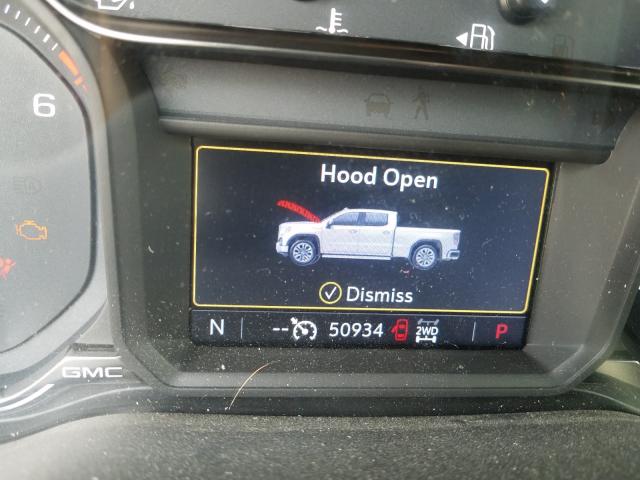 6
Hood Open
Dismiss
N -- 50934 2WD P
GMC